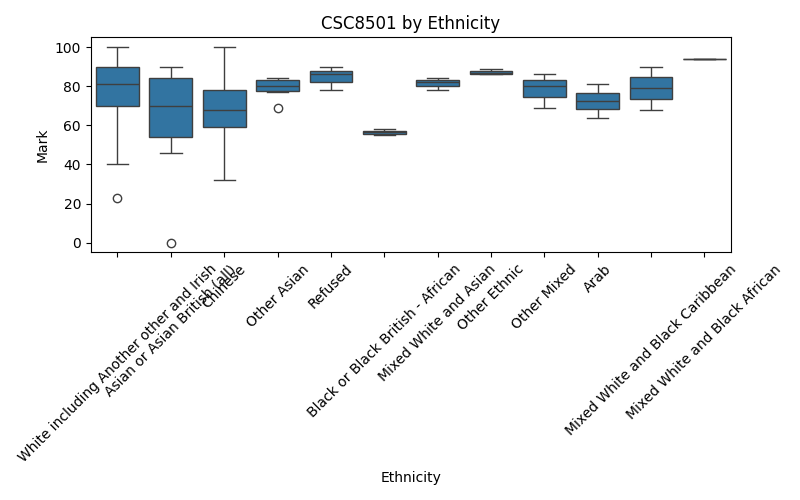 CSC8501 by Ethnicity
100
80
60
40
20
0
Mark
White including Another other and Irish
Asian or Asian British (all)
Chinese
Other Asian
Refused
Black or Black British - African
Mixed White and Asian
Other Ethnic
Other Mixed
Arab
Mixed White and Black Caribbean
Mixed White and Black African
Ethnicity